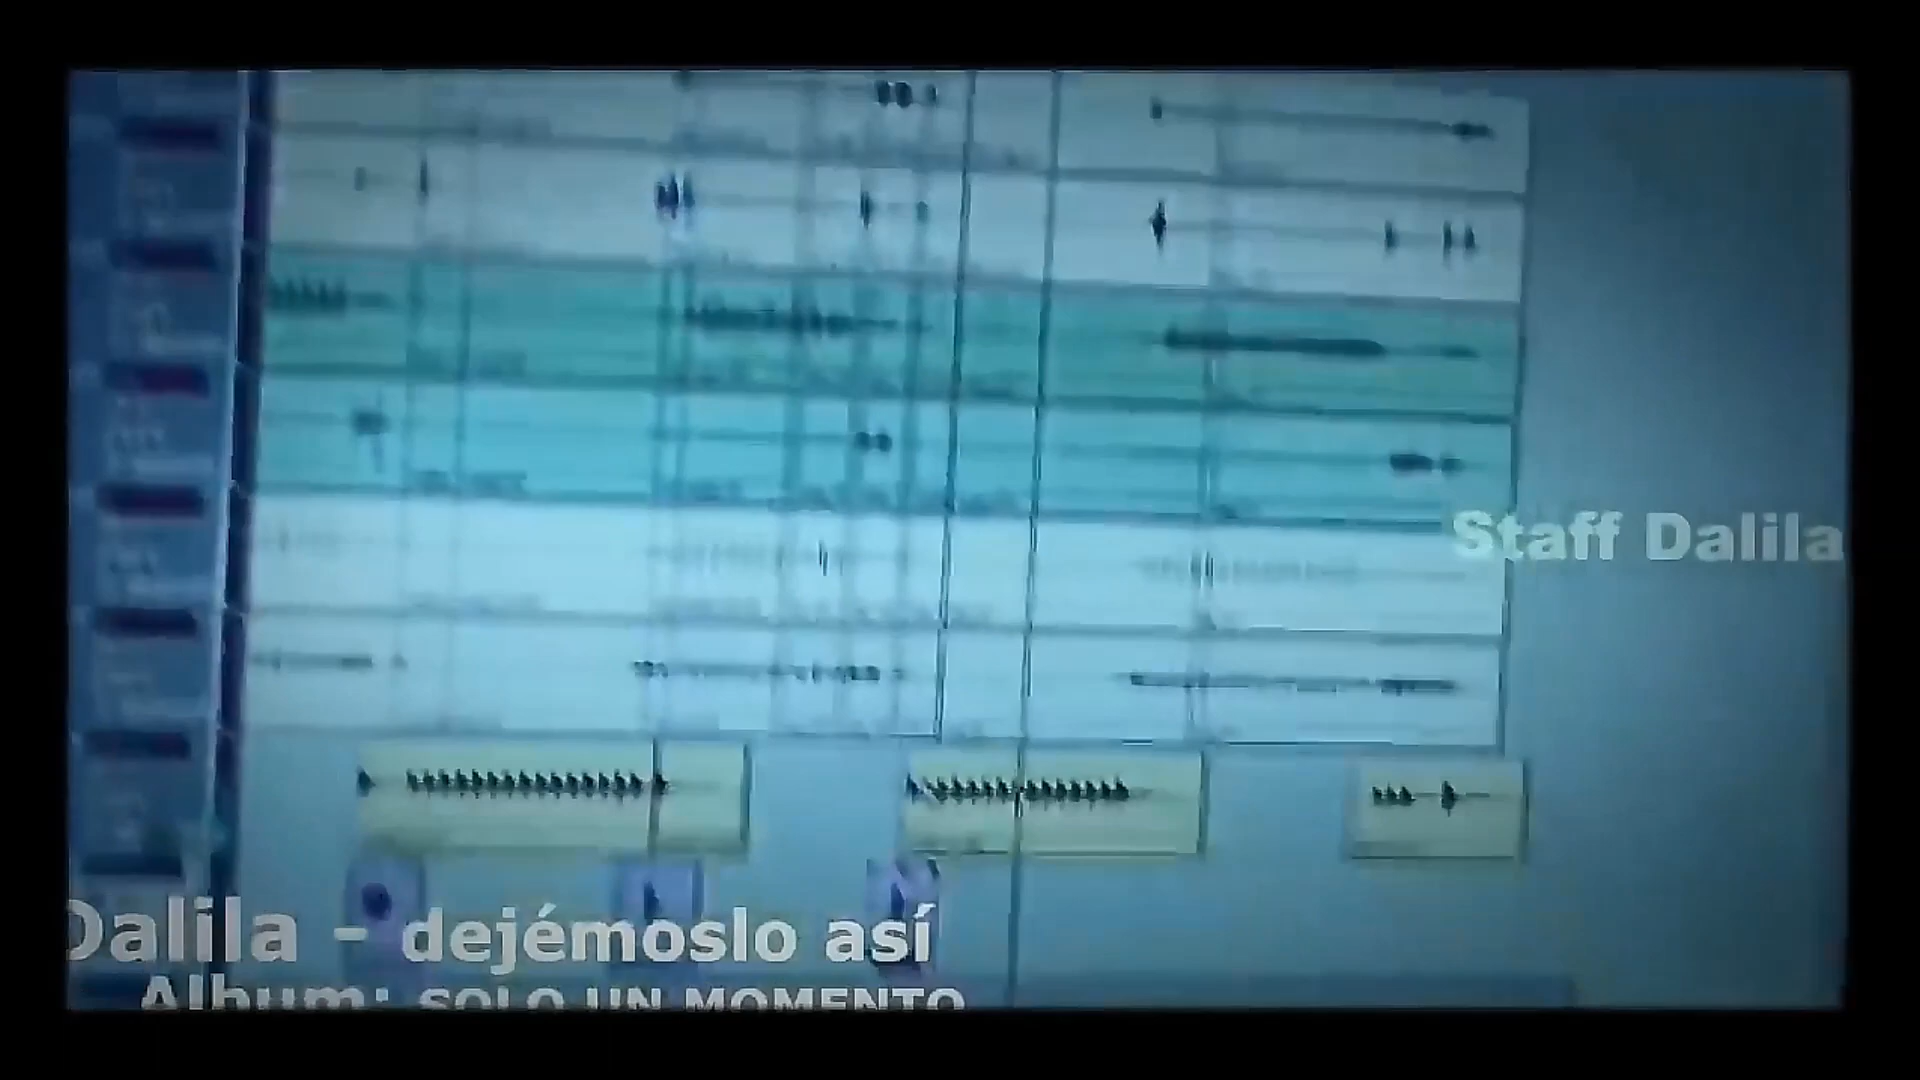 Staff Dalila
Dalila - dejémoslo así
Album: SOLO UN MOMENTO